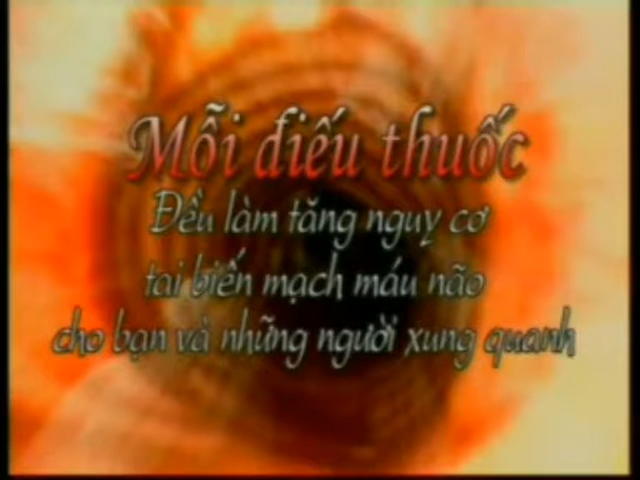 Mỗi điếu thuốc
Đều làm tăng nguy cơ
tai biến mạch máu não
cho bạn và những người xung quanh